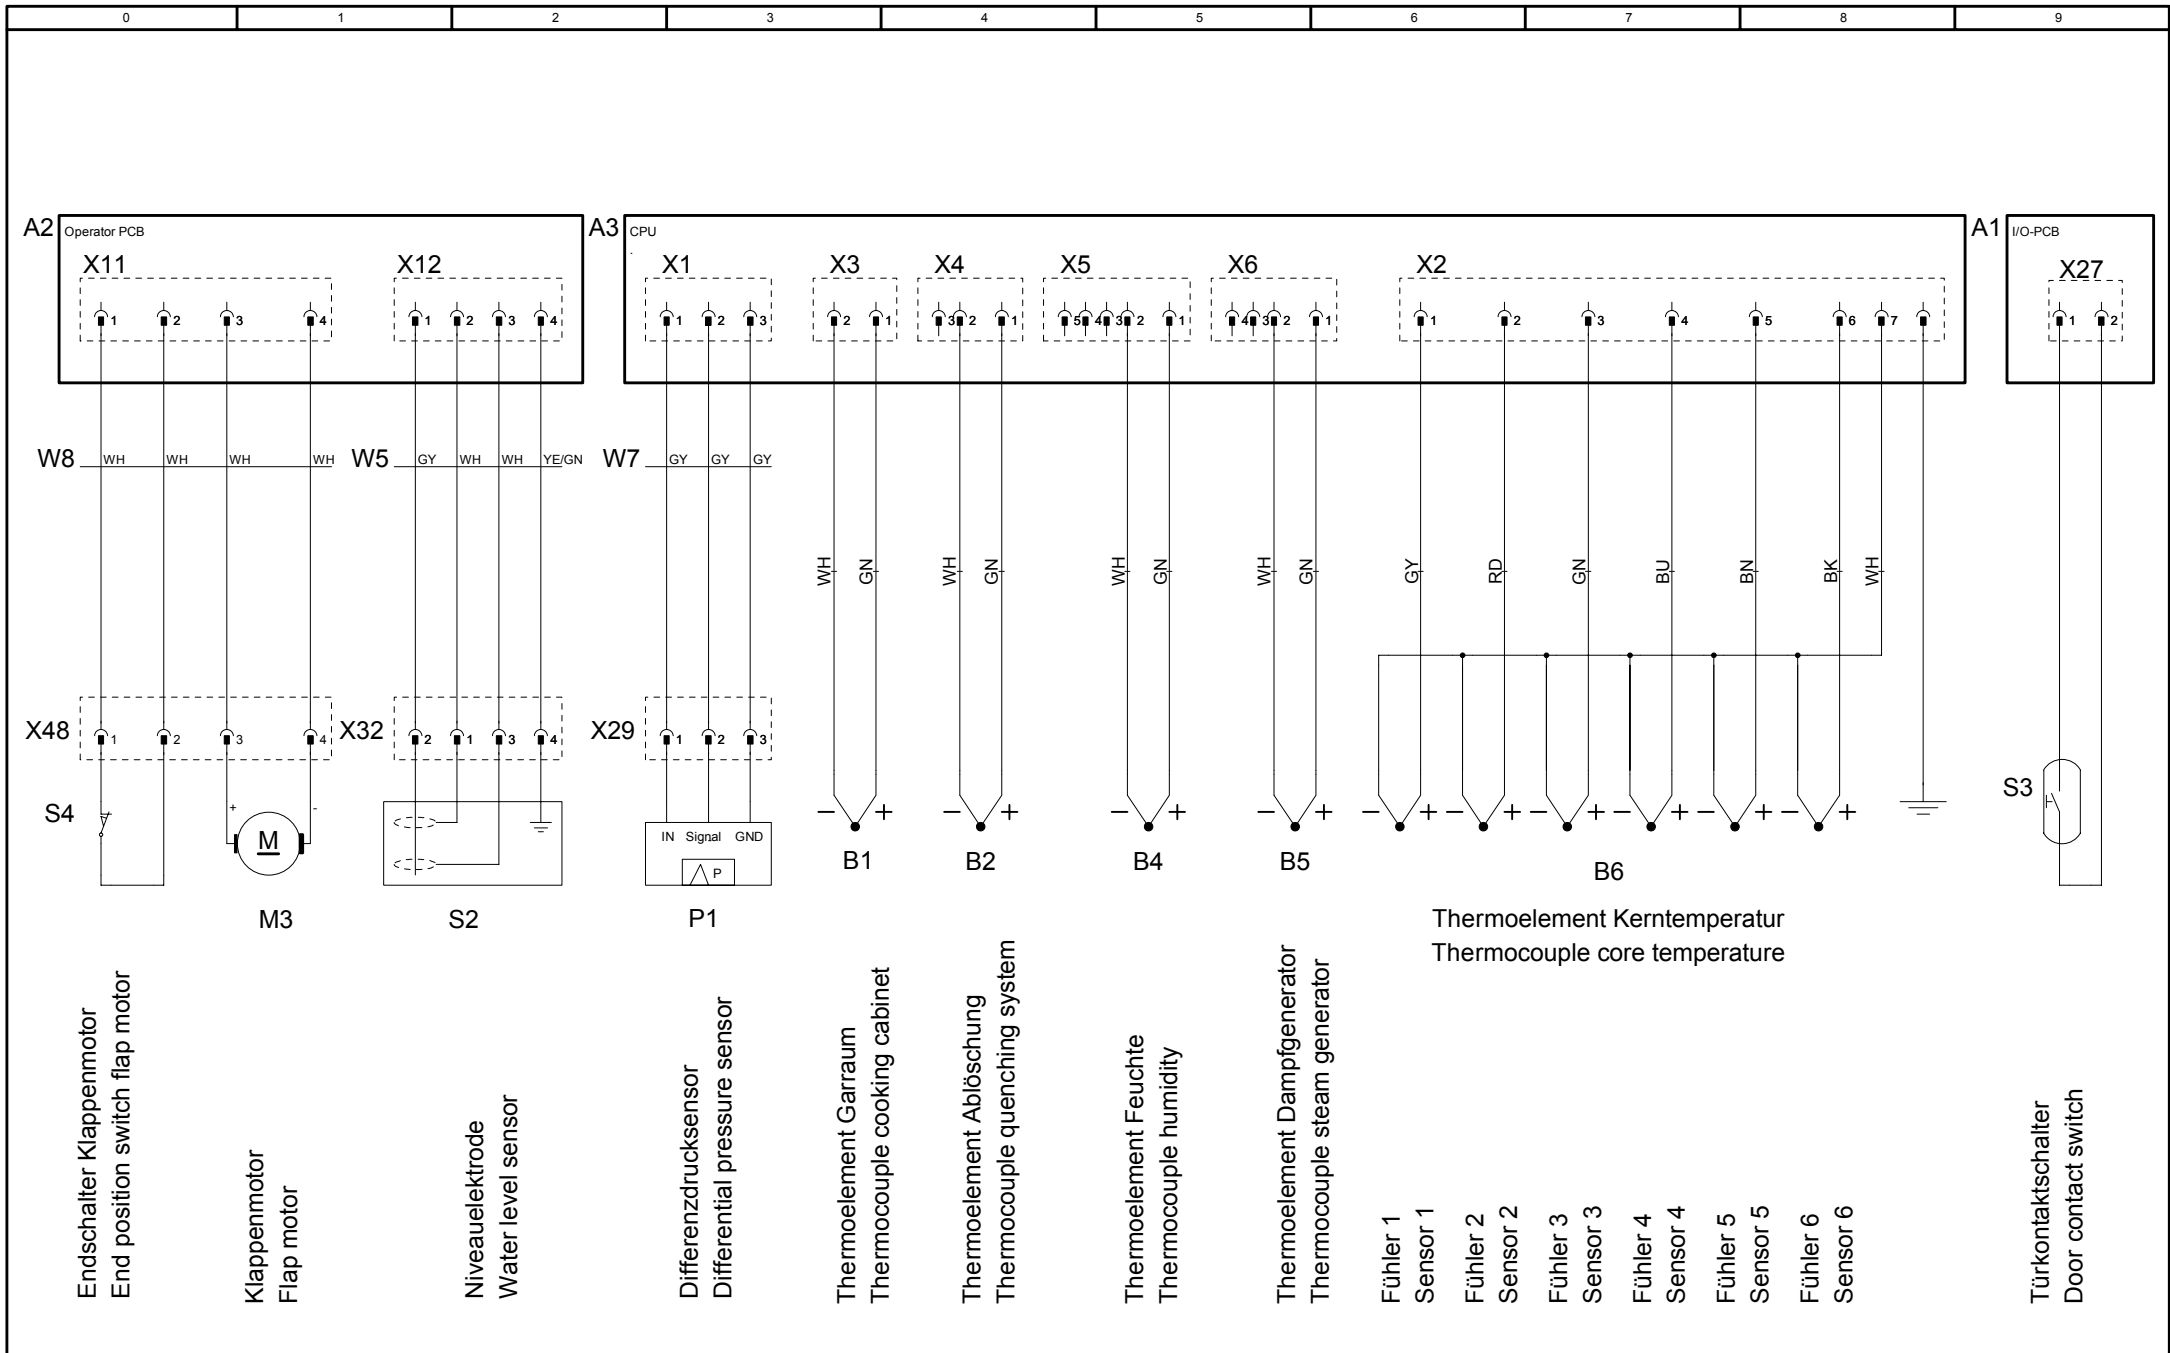 0 1 2 3 4 5 6 7 8 9
A2 Operator PCB
A3 CPU
A1 I/O-PCB
X11 X12 X1 X3 X4 X5 X6 X2 X27
1 2 3 4
1 2 3 4
1 2 3
2 1
3 2 1
5 4 3 2 1
4 3 2 1
1 2 3 4 5 6 7
1 2
W8 WH WH WH WH
W5 GY WH WH YE/GN
W7 GY GY GY
WH GN
WH GN
WH GN
WH GN
GY RD GN BU BN BK WH
X48 1 2 3 4
X32 2 1 3 4
X29 1 2 3
S4
+ -
M
IN Signal GND
P
- +
- +
- +
- +
- +
- +
- +
- +
- +
- +
S3
B1 B2 B4 B5 B6
M3 S2 P1
Thermoelement Kerntemperatur
Thermocouple core temperature
Endschalter Klappenmotor
End position switch flap motor
Klappenmotor
Flap motor
Niveauelektrode
Water level sensor
Differenzdrucksensor
Differential pressure sensor
Thermoelement Garraum
Thermocouple cooking cabinet
Thermoelement Ablöschung
Thermocouple quenching system
Thermoelement Feuchte
Thermocouple humidity
Thermoelement Dampfgenerator
Thermocouple steam generator
Fühler 1
Sensor 1
Fühler 2
Sensor 2
Fühler 3
Sensor 3
Fühler 4
Sensor 4
Fühler 5
Sensor 5
Fühler 6
Sensor 6
Türkontaktschalter
Door contact switch